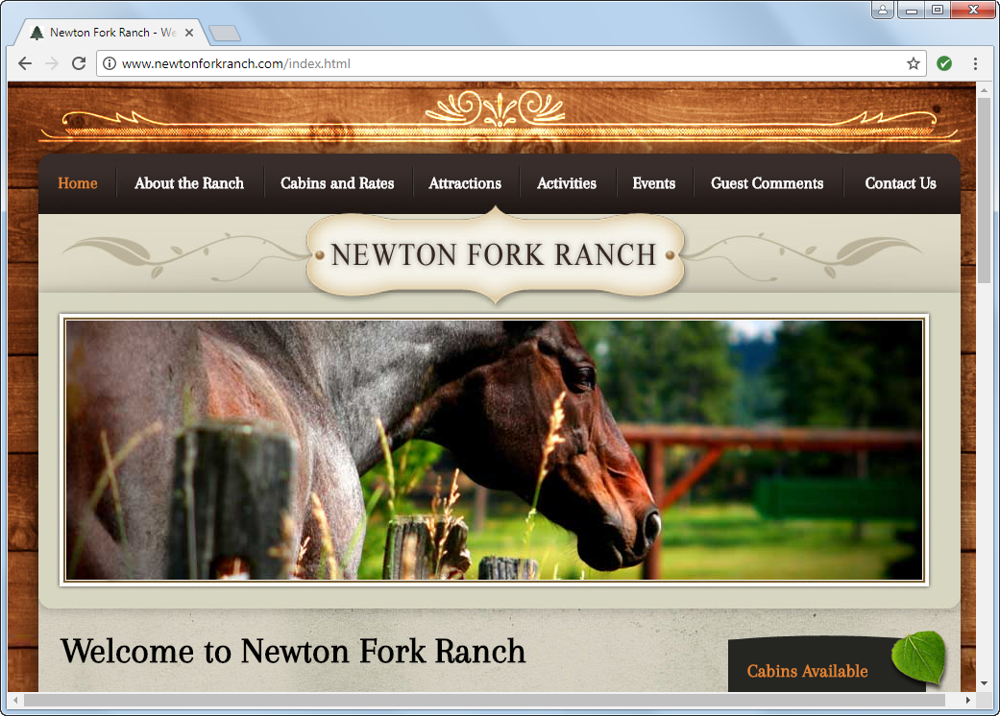 Newton Fork Ranch - We
www.newtonforkranch.com/index.html
Home About the Ranch Cabins and Rates Attractions Activities Events Guest Comments Contact Us
NEWTON FORK RANCH
Welcome to Newton Fork Ranch
Cabins Available